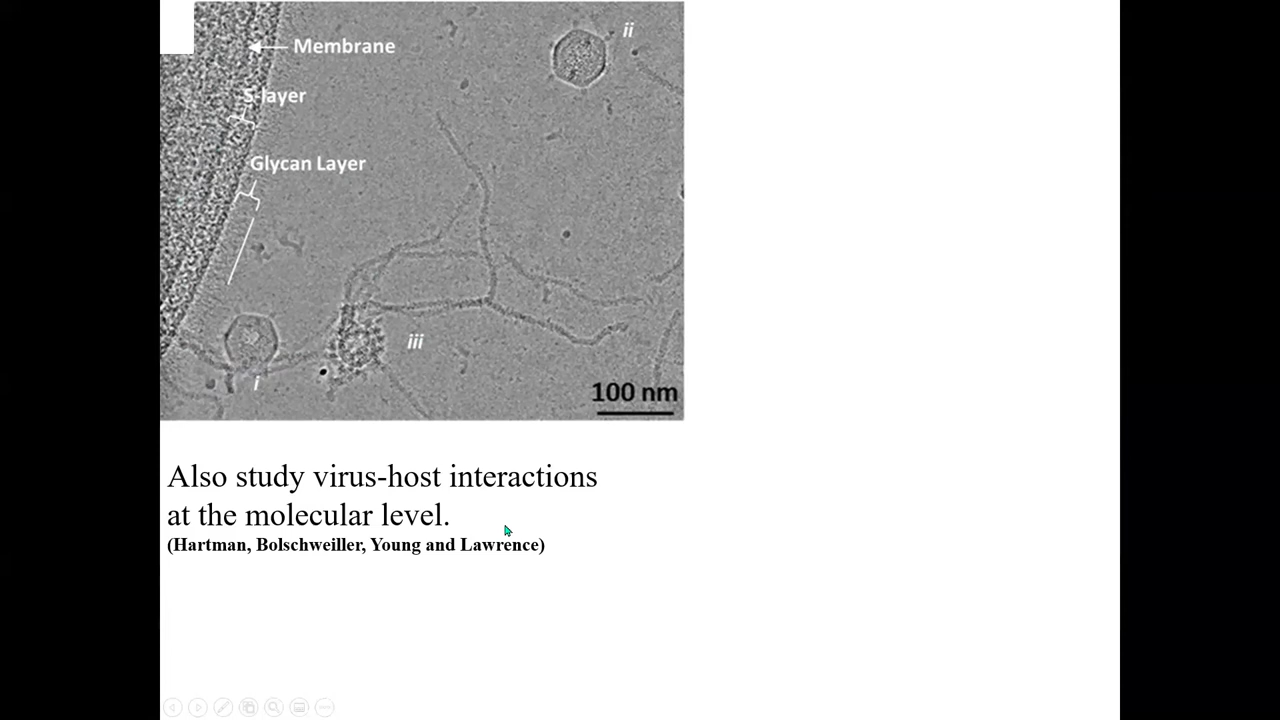 ii
Membrane
S-layer
Glycan Layer
iii
i
100 nm
Also study virus-host interactions
at the molecular level.
(Hartman, Bolschweiller, Young and Lawrence)